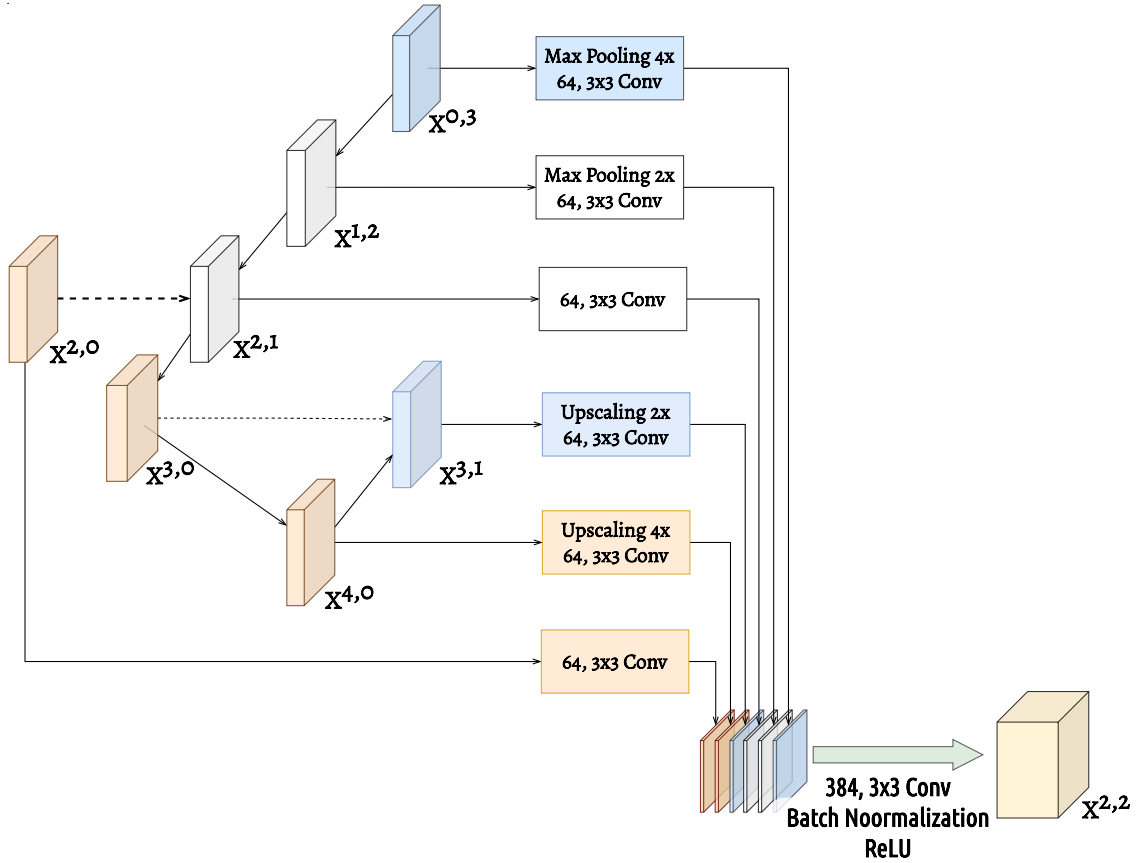 Max Pooling 4x
64, 3x3 Conv
X0,3
Max Pooling 2x
64, 3x3 Conv
X1,2
64, 3x3 Conv
X2,0
X2,1
Upscaling 2x
64, 3x3 Conv
X3,0
X3,1
Upscaling 4x
64, 3x3 Conv
X4,0
64, 3x3 Conv
384, 3x3 Conv
Batch Noormalization
ReLU
X2,2